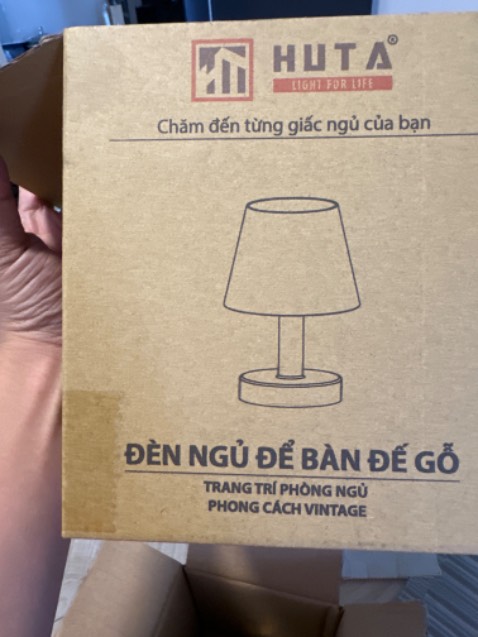 HUTA®
LIGHT FOR LIFE
Chăm đến từng giấc ngủ của bạn
ĐÈN NGỦ ĐỂ BÀN ĐẾ GỖ
TRANG TRÍ PHÒNG NGỦ
PHONG CÁCH VINTAGE